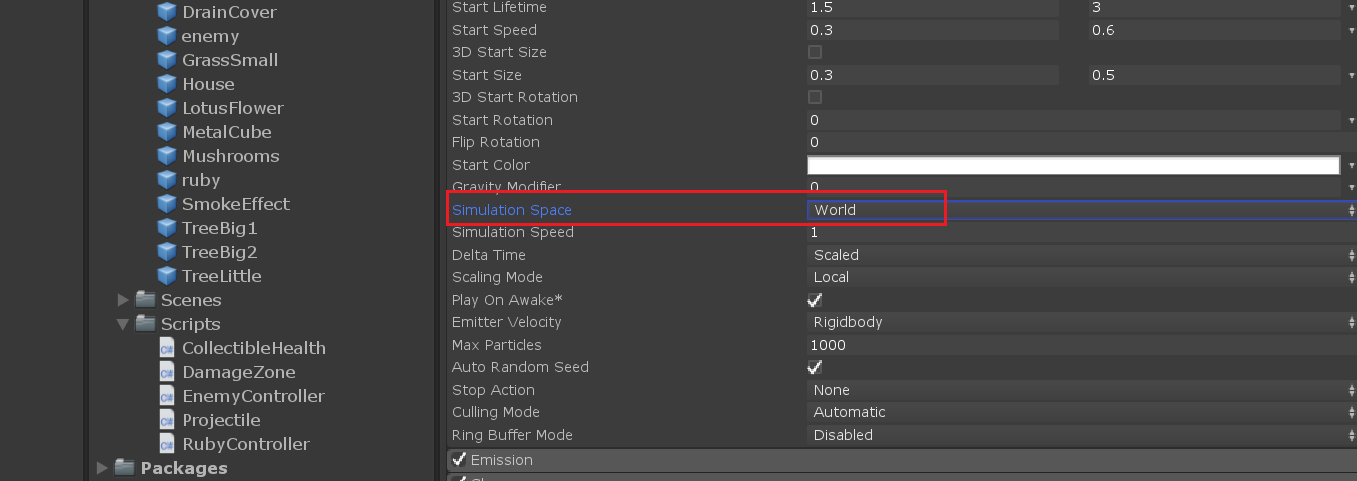 DrainCover
enemy
GrassSmall
House
LotusFlower
MetalCube
Mushrooms
ruby
SmokeEffect
TreeBig1
TreeBig2
TreeLittle
Scenes
Scripts
CollectibleHealth
DamageZone
EnemyController
Projectile
RubyController
Packages
Start Lifetime 1.5 3
Start Speed 0.3 0.6
3D Start Size
Start Size 0.3 0.5
3D Start Rotation
Start Rotation 0
Flip Rotation 0
Start Color
Gravity Modifier 0
Simulation Space World
Simulation Speed 1
Delta Time Scaled
Scaling Mode Local
Play On Awake*
Emitter Velocity Rigidbody
Max Particles 1000
Auto Random Seed
Stop Action None
Culling Mode Automatic
Ring Buffer Mode Disabled
Emission